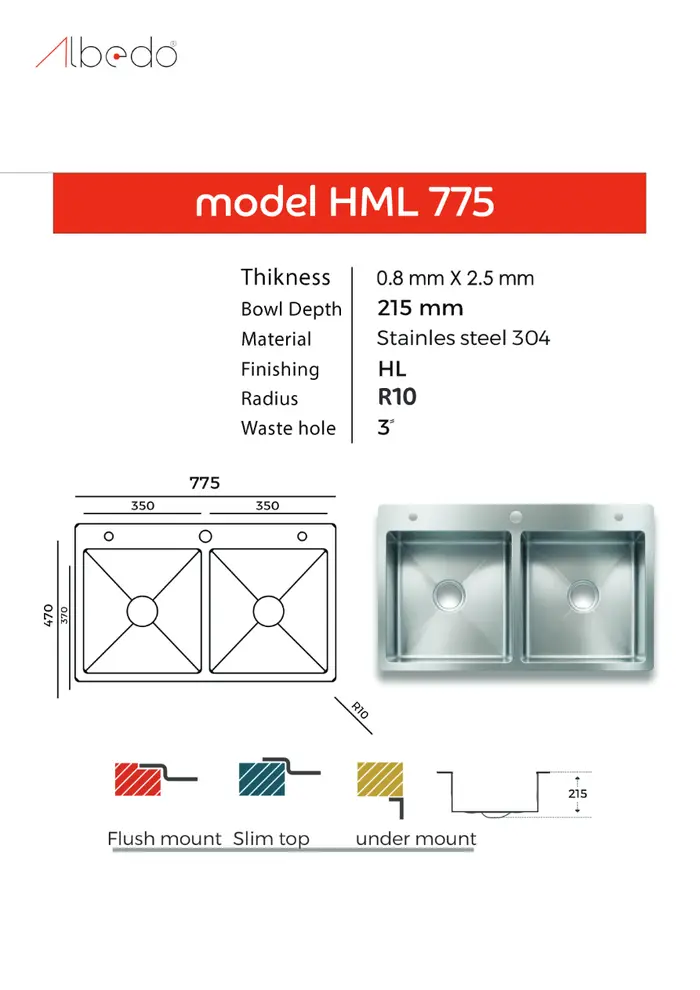 Albedo®
model HML 775
Thikness 0.8 mm X 2.5 mm
Bowl Depth 215 mm
Material Stainles steel 304
Finishing HL
Radius R10
Waste hole 3"
775
350 350
470
370
R10
215
Flush mount Slim top under mount